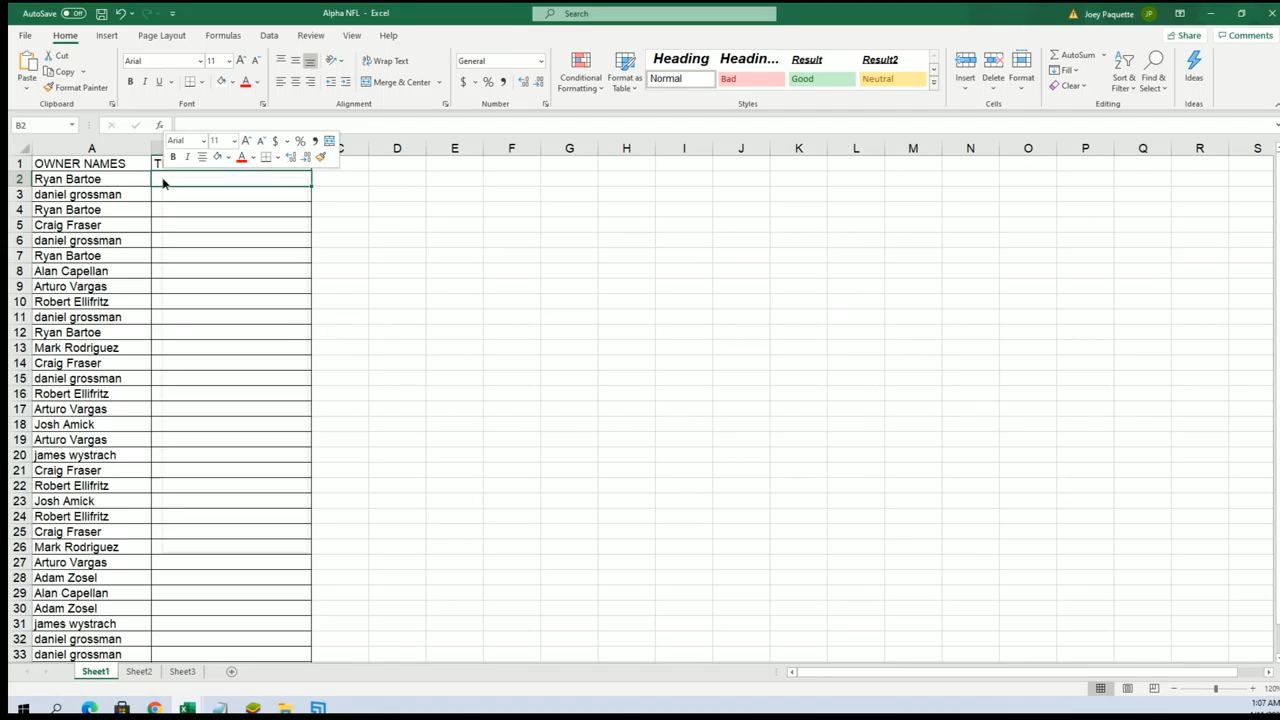 AutoSave Off
Alpha NFL - Excel
Search
Joey Paquette
JP
File Home Insert Page Layout Formulas Data Review View Help
Share Comments
Paste
Cut
Copy
Format Painter
Clipboard
Arial 11
B I U
Font
Wrap Text
Merge & Center
Alignment
General
$ % ,
Number
Conditional Formatting
Format as Table
Heading Headin... Result Result2
Normal Bad Good Neutral
Styles
Insert Delete Format
Cells
AutoSum
Fill
Clear
Sort & Filter
Find & Select
Editing
Ideas
Ideas
B2
fx
Arial 11 A A $ % ,
B I A
A C D E F G H I J K L M N O P Q R S
1 OWNER NAMES
2 Ryan Bartoe
3 daniel grossman
4 Ryan Bartoe
5 Craig Fraser
6 daniel grossman
7 Ryan Bartoe
8 Alan Capellan
9 Arturo Vargas
10 Robert Ellifritz
11 daniel grossman
12 Ryan Bartoe
13 Mark Rodriguez
14 Craig Fraser
15 daniel grossman
16 Robert Ellifritz
17 Arturo Vargas
18 Josh Amick
19 Arturo Vargas
20 james wystrach
21 Craig Fraser
22 Robert Ellifritz
23 Josh Amick
24 Robert Ellifritz
25 Craig Fraser
26 Mark Rodriguez
27 Arturo Vargas
28 Adam Zosel
29 Alan Capellan
30 Adam Zosel
31 james wystrach
32 daniel grossman
33 daniel grossman
Sheet1 Sheet2 Sheet3
120%
1:07 AM